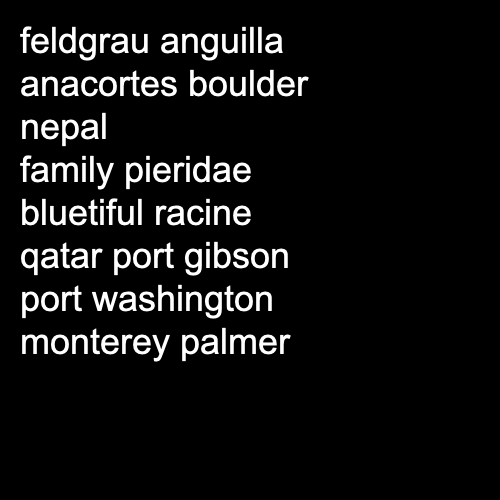 feldgrau anguilla
anacortes boulder
nepal
family pieridae
bluetiful racine
qatar port gibson
port washington
monterey palmer